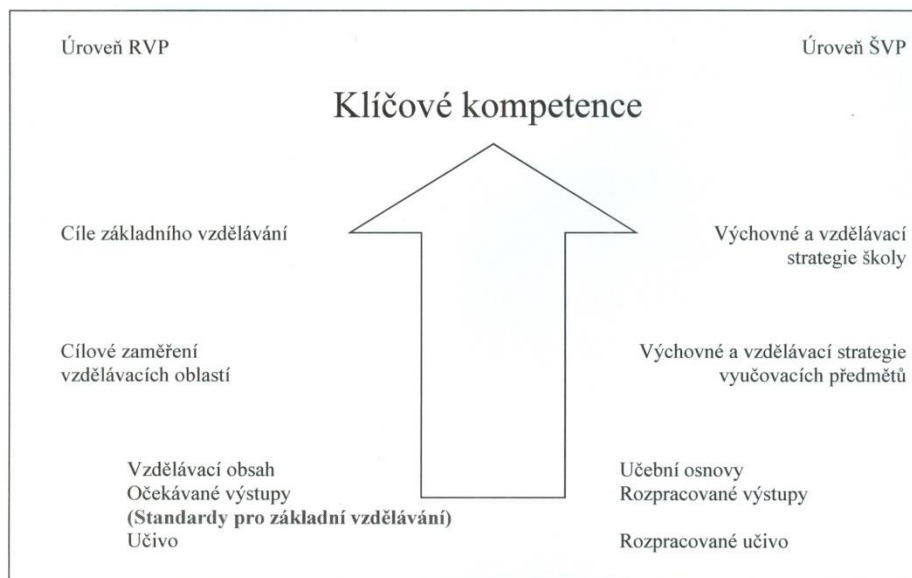 Úroveň RVP
Úroveň ŠVP
Klíčové kompetence
Cíle základního vzdělávání
Výchovné a vzdělávací
strategie školy
Cílové zaměření
vzdělávacích oblastí
Výchovné a vzdělávací strategie
vyučovacích předmětů
Vzdělávací obsah
Očekávané výstupy
(Standardy pro základní vzdělávání)
Učivo
Učební osnovy
Rozpracované výstupy
Rozpracované učivo